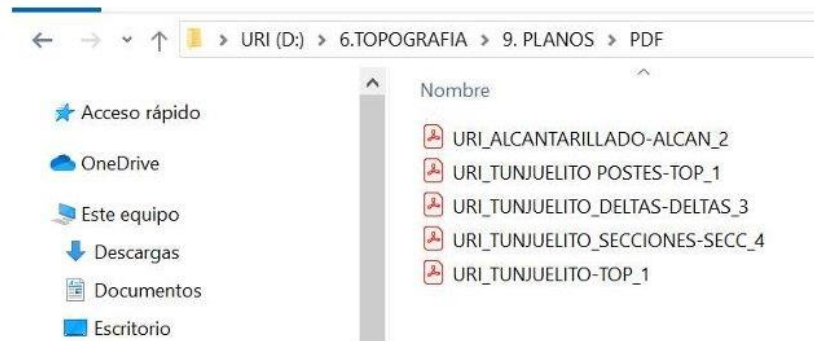 URI (D:) > 6.TOPOGRAFIA > 9. PLANOS > PDF
Acceso rápido
OneDrive
Este equipo
Descargas
Documentos
Escritorio
Nombre
URI_ALCANTARILLADO-ALCAN_2
URI_TUNJUELITO POSTES-TOP_1
URI_TUNJUELITO_DELTAS-DELTAS_3
URI_TUNJUELITO_SECCIONES-SECC_4
URI_TUNJUELITO-TOP_1